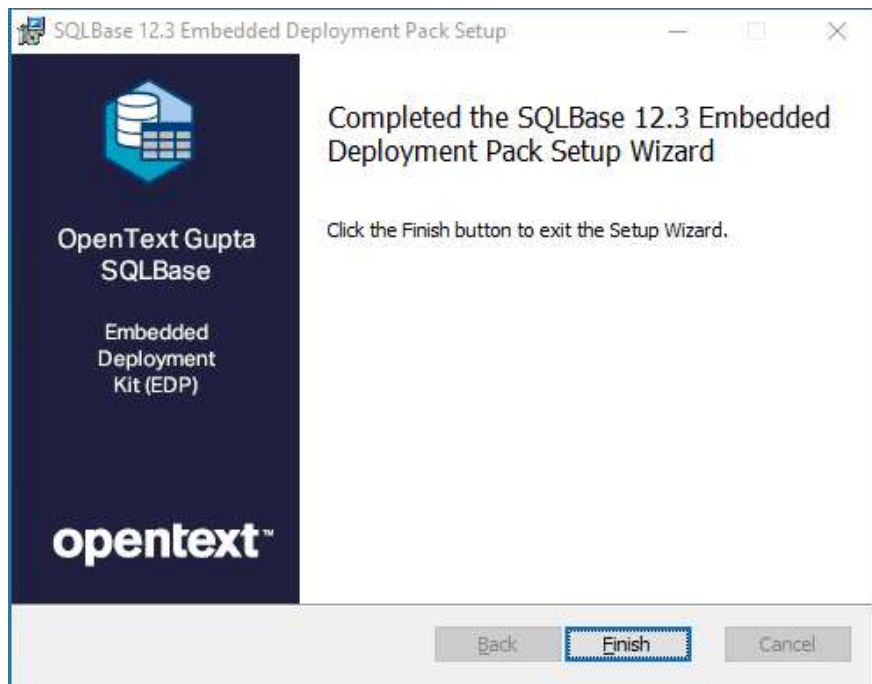 SQLBase 12.3 Embedded Deployment Pack Setup
OpenText Gupta
SQLBase
Embedded
Deployment
Kit (EDP)
opentext™
Completed the SQLBase 12.3 Embedded
Deployment Pack Setup Wizard
Click the Finish button to exit the Setup Wizard.
Back Finish Cancel